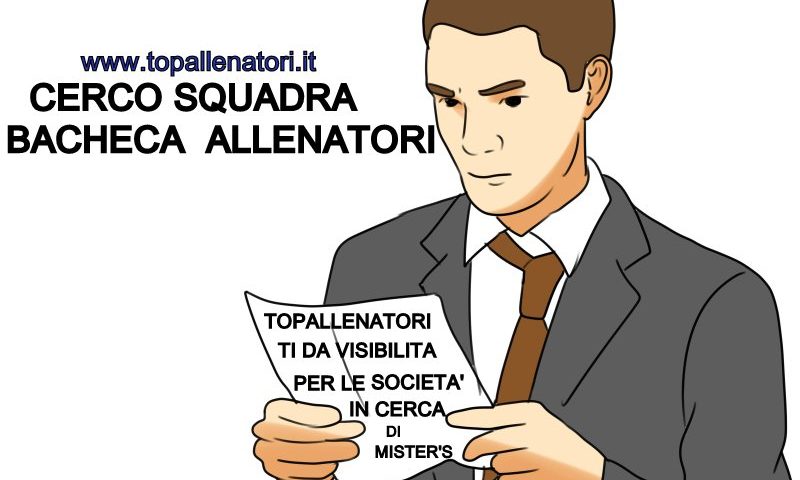 www.topallenatori.it
CERCO SQUADRA
BACHECA ALLENATORI
TOPALLENATORI
TI DA VISIBILITA
PER LE SOCIETA'
IN CERCA
DI
MISTER'S